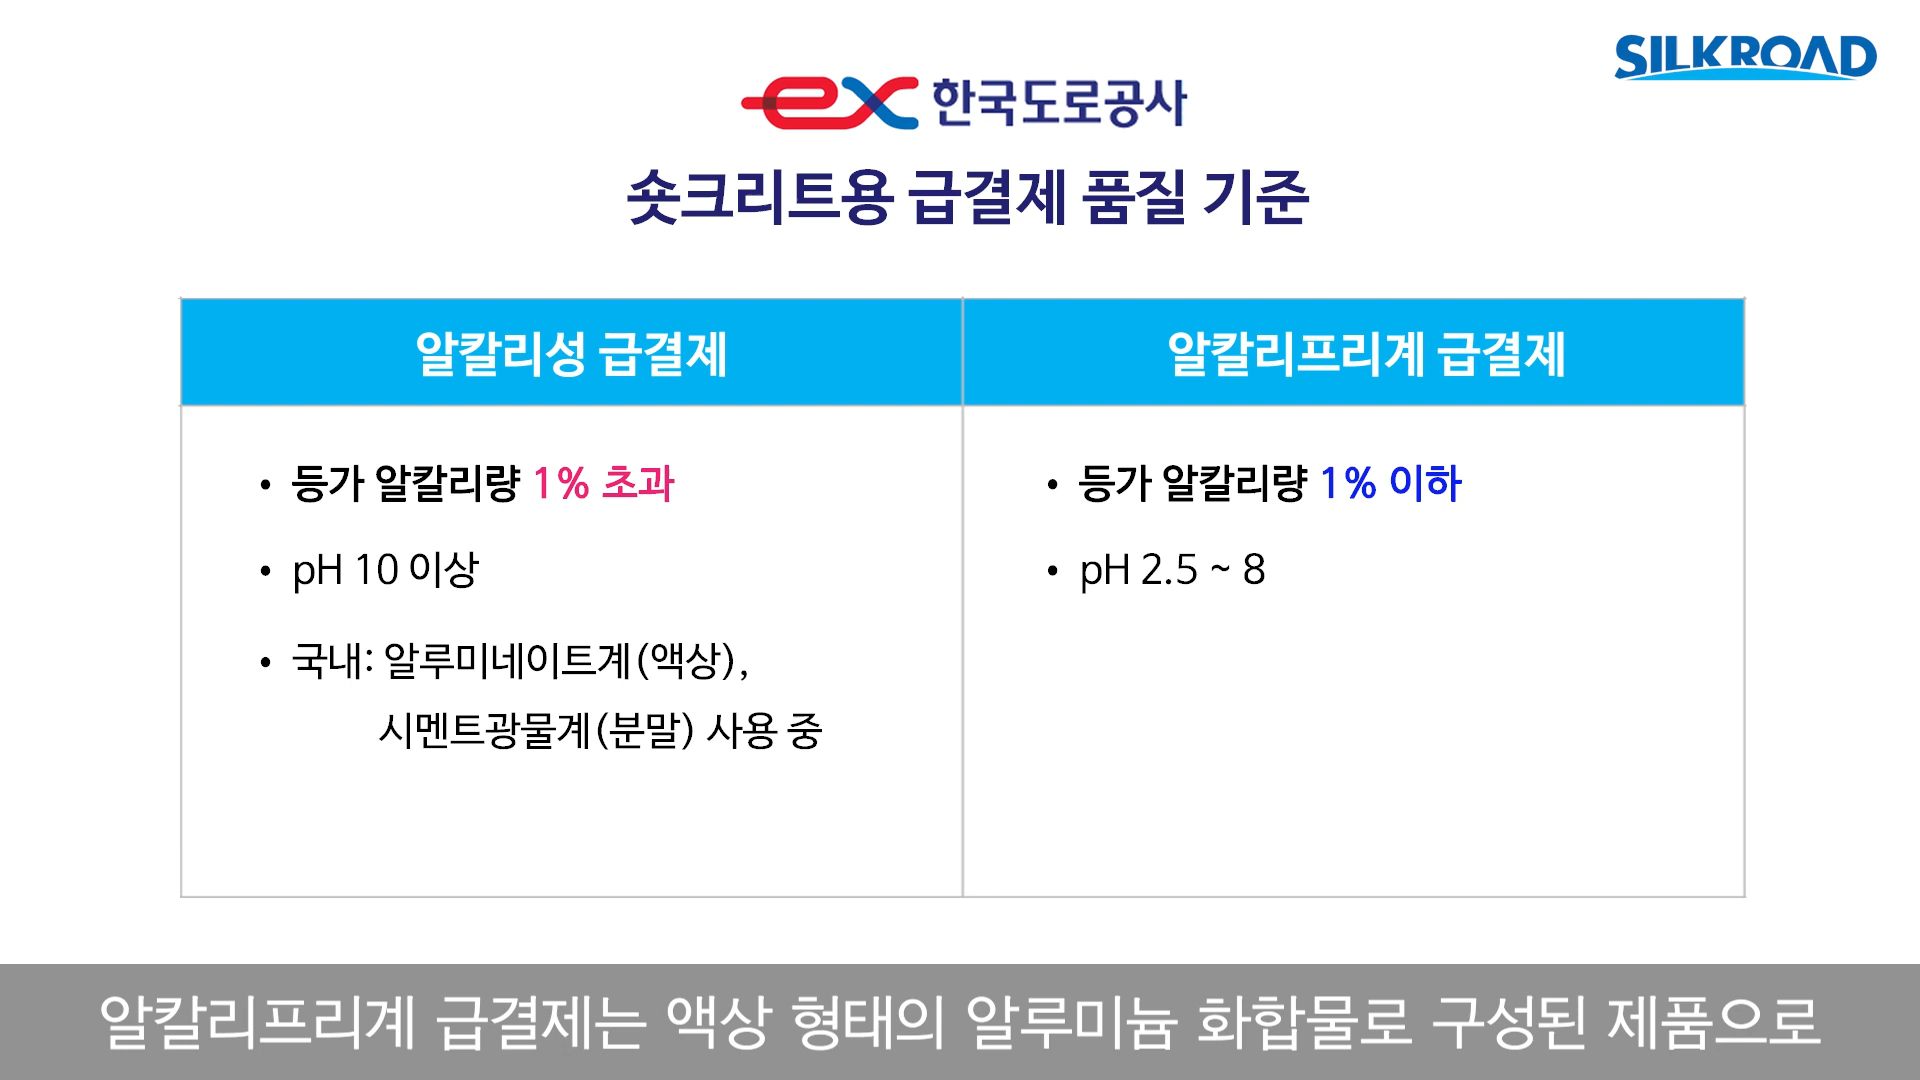 SILKROAD
ex 한국도로공사
숏크리트용 급결제 품질 기준
알칼리성 급결제
• 등가 알칼리량 1% 초과
• pH 10 이상
• 국내: 알루미네이트계(액상),
시멘트광물계(분말) 사용 중
알칼리프리계 급결제
• 등가 알칼리량 1% 이하
• pH 2.5 ~ 8
알칼리프리계 급결제는 액상 형태의 알루미늄 화합물로 구성된 제품으로